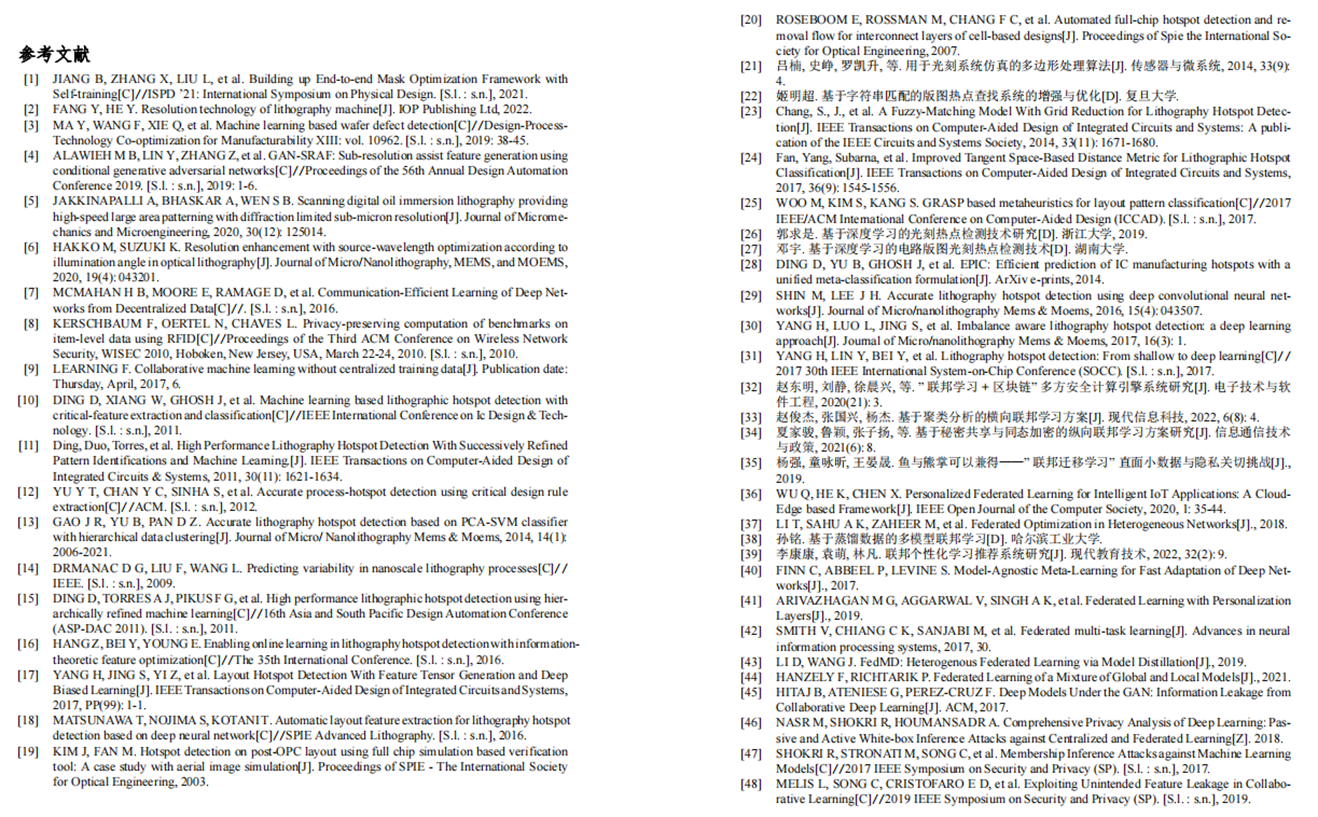 参考文献
[1] JIANG B, ZHANG X, LIU L, et al. Building up End-to-end Mask Optimization Framework with
Self-training[C]//ISPD ’21: International Symposium on Physical Design. [S.l. : s.n.], 2021.
[2] FANG Y, HE Y. Resolution technology of lithography machine[J]. IOP Publishing Ltd, 2022.
[3] MA Y, WANG F, XIE Q, et al. Machine learning based wafer defect detection[C]//Design-Process-
Technology Co-optimization for Manufacturability XIII: vol. 10962. [S.l. : s.n.], 2019: 38-45.
[4] ALAWIEH M B, LIN Y, ZHANG Z, et al. GAN-SRAF: Sub-resolution assist feature generation using
conditional generative adversarial networks[C]//Proceedings of the 56th Annual Design Automation
Conference 2019. [S.l. : s.n.], 2019: 1-6.
[5] JAKKINAPALLI A, BHASKAR A, WEN S B. Scanning digital oil immersion lithography providing
high-speed large area patterning with diffraction limited sub-micron resolution[J]. Journal of Microme-
chanics and Microengineering, 2020, 30(12): 125014.
[6] HAKKO M, SUZUKI K. Resolution enhancement with source-wavelength optimization according to
illumination angle in optical lithography[J]. Journal of Micro/Nanolithography, MEMS, and MOEMS,
2020, 19(4): 043201.
[7] MCMAHAN H B, MOORE E, RAMAGE D, et al. Communication-Efficient Learning of Deep Net-
works from Decentralized Data[C]//. [S.l. : s.n.], 2016.
[8] KERSCHBAUM F, OERTEL N, CHAVES L. Privacy-preserving computation of benchmarks on
item-level data using RFID[C]//Proceedings of the Third ACM Conference on Wireless Network
Security, WISEC 2010, Hoboken, New Jersey, USA, March 22-24, 2010. [S.l. : s.n.], 2010.
[9] LEARNING F. Collaborative machine learning without centralized training data[J]. Publication date:
Thursday, April, 2017, 6.
[10] DING D, XIANG W, GHOSH J, et al. Machine learning based lithographic hotspot detection with
critical-feature extraction and classification[C]//IEEE International Conference on Ic Design & Tech-
nology. [S.l. : s.n.], 2011.
[11] Ding, Duo, Torres, et al. High Performance Lithography Hotspot Detection With Successively Refined
Pattern Identifications and Machine Learning[J]. IEEE Transactions on Computer-Aided Design of
Integrated Circuits & Systems, 2011, 30(11): 1621-1634.
[12] YU Y T, CHAN Y C, SINHA S, et al. Accurate process-hotspot detection using critical design rule
extraction[C]//ACM. [S.l. : s.n.], 2012.
[13] GAO J R, YU B, PAN D Z. Accurate lithography hotspot detection based on PCA-SVM classifier
with hierarchical data clustering[J]. Journal of Micro/ Nanolithography Mems & Moems, 2014, 14(1):
2006-2021.
[14] DRMANAC D G, LIU F, WANG L. Predicting variability in nanoscale lithography processes[C]//
IEEE. [S.l. : s.n.], 2009.
[15] DING D, TORRES A J, PIKUS F G, et al. High performance lithographic hotspot detection using hier-
archically refined machine learning[C]//16th Asia and South Pacific Design Automation Conference
(ASP-DAC 2011). [S.l. : s.n.], 2011.
[16] HANG Z, BEI Y, YOUNG E. Enabling online learning in lithography hotspot detection with information-
theoretic feature optimization[C]//The 35th International Conference. [S.l. : s.n.], 2016.
[17] YANG H, JING S, YI Z, et al. Layout Hotspot Detection With Feature Tensor Generation and Deep
Biased Learning[J]. IEEE Transactions on Computer-Aided Design of Integrated Circuits and Systems,
2017, PP(99): 1-1.
[18] MATSUNAWA T, NOJIMA S, KOTANI T. Automatic layout feature extraction for lithography hotspot
detection based on deep neural network[C]//SPIE Advanced Lithography. [S.l. : s.n.], 2016.
[19] KIM J, FAN M. Hotspot detection on post-OPC layout using full chip simulation based verification
tool: A case study with aerial image simulation[J]. Proceedings of SPIE - The International Society
for Optical Engineering, 2003.
[20] ROSEBOOM E, ROSSMAN M, CHANG F C, et al. Automated full-chip hotspot detection and re-
moval flow for interconnect layers of cell-based designs[J]. Proceedings of Spie the International So-
ciety for Optical Engineering, 2007.
[21] 吕楠, 史峥, 罗凯升, 等. 用于光刻系统仿真的多边形处理算法[J]. 传感器与微系统, 2014, 33(9):
4.
[22] 姬明超. 基于字符串匹配的版图热点查找系统的增强与优化[D]. 复旦大学.
[23] Chang, S., J., et al. A Fuzzy-Matching Model With Grid Reduction for Lithography Hotspot Detec-
tion[J]. IEEE Transactions on Computer-Aided Design of Integrated Circuits and Systems: A publi-
cation of the IEEE Circuits and Systems Society, 2014, 33(11): 1671-1680.
[24] Fan, Yang, Subarna, et al. Improved Tangent Space-Based Distance Metric for Lithographic Hotspot
Classification[J]. IEEE Transactions on Computer-Aided Design of Integrated Circuits and Systems,
2017, 36(9): 1545-1556.
[25] WOO M, KIM S, KANG S. GRASP based metaheuristics for layout pattern classification[C]//2017
IEEE/ACM International Conference on Computer-Aided Design (ICCAD). [S.l. : s.n.], 2017.
[26] 郭求是. 基于深度学习的光刻热点检测技术研究[D]. 浙江大学, 2019.
[27] 邓宇. 基于深度学习的电路版图光刻热点检测技术[D]. 湖南大学.
[28] DING D, YU B, GHOSH J, et al. EPIC: Efficient prediction of IC manufacturing hotspots with a
unified meta-classification formulation[J]. ArXiv e-prints, 2014.
[29] SHIN M, LEE J H. Accurate lithography hotspot detection using deep convolutional neural net-
works[J]. Journal of Micro/nanolithography Mems & Moems, 2016, 15(4): 043507.
[30] YANG H, LUO L, JING S, et al. Imbalance aware lithography hotspot detection: a deep learning
approach[J]. Journal of Micro/nanolithography Mems & Moems, 2017, 16(3): 1.
[31] YANG H, LIN Y, BEI Y, et al. Lithography hotspot detection: From shallow to deep learning[C]//
2017 30th IEEE International System-on-Chip Conference (SOCC). [S.l. : s.n.], 2017.
[32] 赵东明, 刘静, 徐晨兴, 等. ” 联邦学习 + 区块链” 多方安全计算引擎系统研究[J]. 电子技术与软
件工程, 2020(21): 3.
[33] 赵俊杰, 张国兴, 杨杰. 基于聚类分析的横向联邦学习方案[J]. 现代信息科技, 2022, 6(8): 4.
[34] 夏家骏, 鲁颖, 张子扬, 等. 基于秘密共享与同态加密的纵向联邦学习方案研究[J]. 信息通信技术
与政策, 2021(6): 8.
[35] 杨强, 童咏昕, 王晏晟. 鱼与熊掌可以兼得——” 联邦迁移学习” 直面小数据与隐私关切挑战[J].,
2019.
[36] WU Q, HE K, CHEN X. Personalized Federated Learning for Intelligent IoT Applications: A Cloud-
Edge based Framework[J]. IEEE Open Journal of the Computer Society, 2020, 1: 35-44.
[37] LI T, SAHU A K, ZAHEER M, et al. Federated Optimization in Heterogeneous Networks[J]., 2018.
[38] 孙铭. 基于蒸馏数据的多模型联邦学习[D]. 哈尔滨工业大学.
[39] 李康康, 袁萌, 林凡. 联邦个性化学习推荐系统研究[J]. 现代教育技术, 2022, 32(2): 9.
[40] FINN C, ABBEEL P, LEVINE S. Model-Agnostic Meta-Learning for Fast Adaptation of Deep Net-
works[J]., 2017.
[41] ARIVAZHAGAN M G, AGGARWAL V, SINGH A K, et al. Federated Learning with Personalization
Layers[J]., 2019.
[42] SMITH V, CHIANG C K, SANJABI M, et al. Federated multi-task learning[J]. Advances in neural
information processing systems, 2017, 30.
[43] LI D, WANG J. FedMD: Heterogenous Federated Learning via Model Distillation[J]., 2019.
[44] HANZELY F, RICHTARIK P. Federated Learning of a Mixture of Global and Local Models[J]., 2021.
[45] HITAJ B, ATENIESE G, PEREZ-CRUZ F. Deep Models Under the GAN: Information Leakage from
Collaborative Deep Learning[J]. ACM, 2017.
[46] NASR M, SHOKRI R, HOUMANSADR A. Comprehensive Privacy Analysis of Deep Learning: Pas-
sive and Active White-box Inference Attacks against Centralized and Federated Learning[Z]. 2018.
[47] SHOKRI R, STRONATI M, SONG C, et al. Membership Inference Attacks against Machine Learning
Models[C]//2017 IEEE Symposium on Security and Privacy (SP). [S.l. : s.n.], 2017.
[48] MELIS L, SONG C, CRISTOFARO E D, et al. Exploiting Unintended Feature Leakage in Collabo-
rative Learning[C]//2019 IEEE Symposium on Security and Privacy (SP). [S.l. : s.n.], 2019.